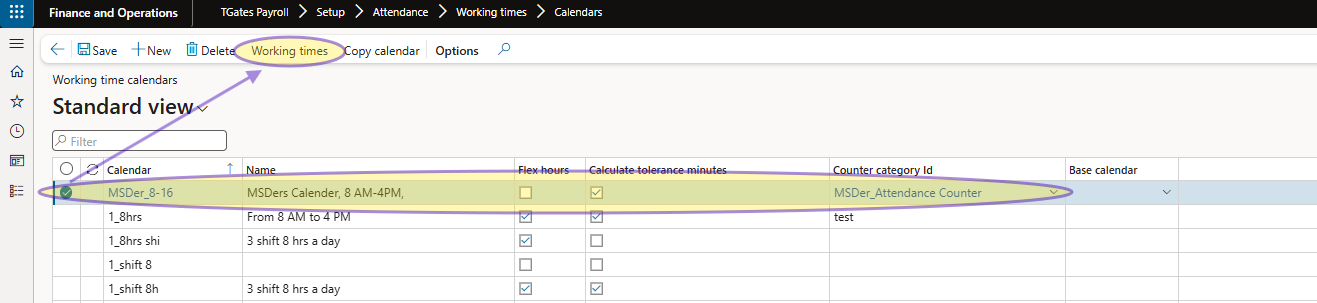 Finance and Operations TGates Payroll > Setup > Attendance > Working times > Calendars
Save New Delete Working times Copy calendar Options
Working time calendars
Standard view
Filter
Calendar Name Flex hours Calculate tolerance minutes Counter category Id Base calendar
MSDer_8-16 MSDers Calender, 8 AM-4PM, MSDer_Attendance Counter
1_8hrs From 8 AM to 4 PM test
1_8hrs shi 3 shift 8 hrs a day
1_shift 8
1_shift 8h 3 shift 8 hrs a day